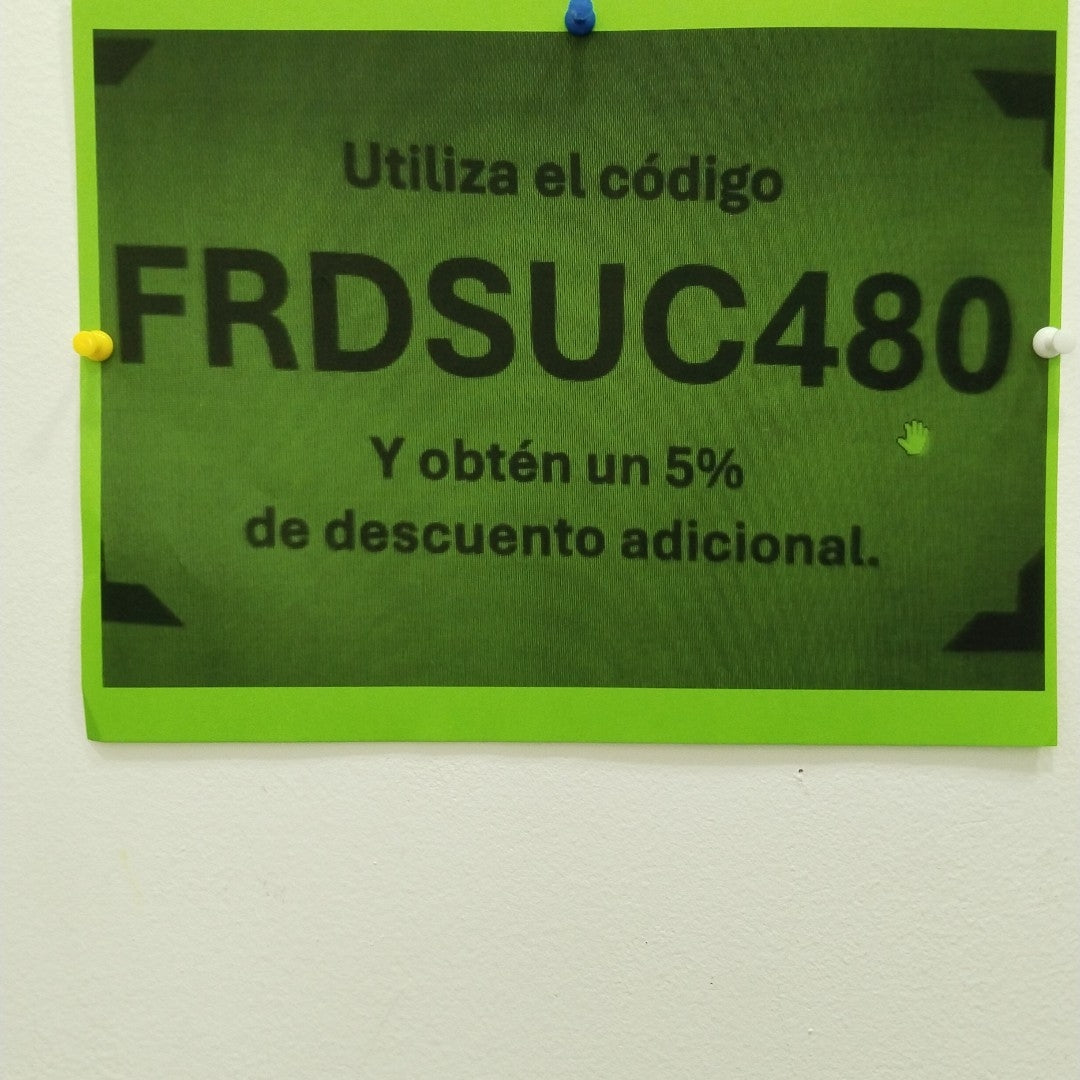 Utiliza el código
FRDSUC480
Y obtén un 5%
de descuento adicional.